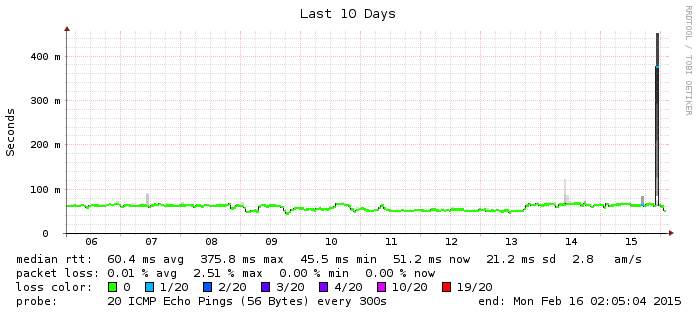 Last 10 Days
RRDTOOL / TOBI OETIKER
Seconds
400 m
300 m
200 m
100 m
0
06 07 08 09 10 11 12 13 14 15
median rtt: 60.4 ms avg 375.8 ms max 45.5 ms min 51.2 ms now 21.2 ms sd 2.8 am/s
packet loss: 0.01 % avg 2.51 % max 0.00 % min 0.00 % now
loss color: 0 1/20 2/20 3/20 4/20 10/20 19/20
probe: 20 ICMP Echo Pings (56 Bytes) every 300s end: Mon Feb 16 02:05:04 2015